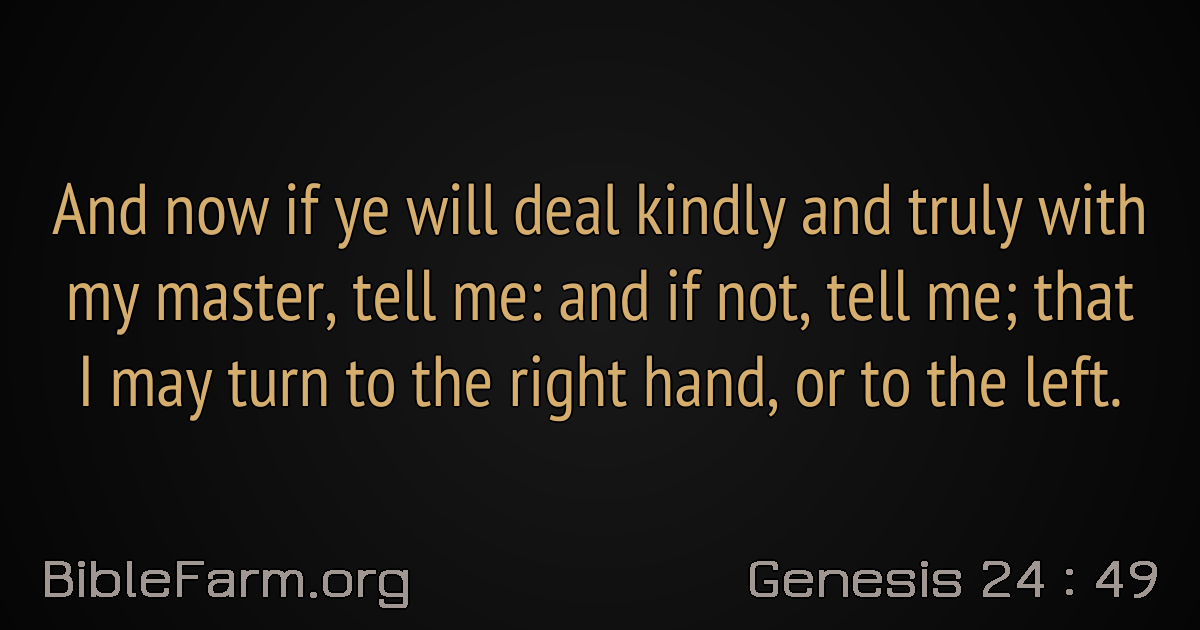 And now if ye will deal kindly and truly with
my master, tell me: and if not, tell me; that
I may turn to the right hand, or to the left.
BibleFarm.org
Genesis 24 : 49